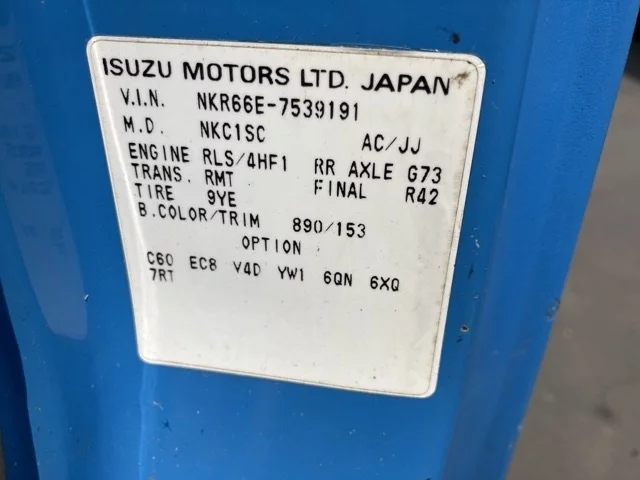 ISUZU MOTORS LTD. JAPAN
V.I.N. NKR66E-7539191
M.D. NKC1SC AC/JJ
ENGINE RLS/4HF1 RR AXLE G73
TRANS. RMT FINAL R42
TIRE 9YE
B.COLOR/TRIM 890/153
OPTION
C60 EC8 V4D YW1 6QN 6XQ
7RT